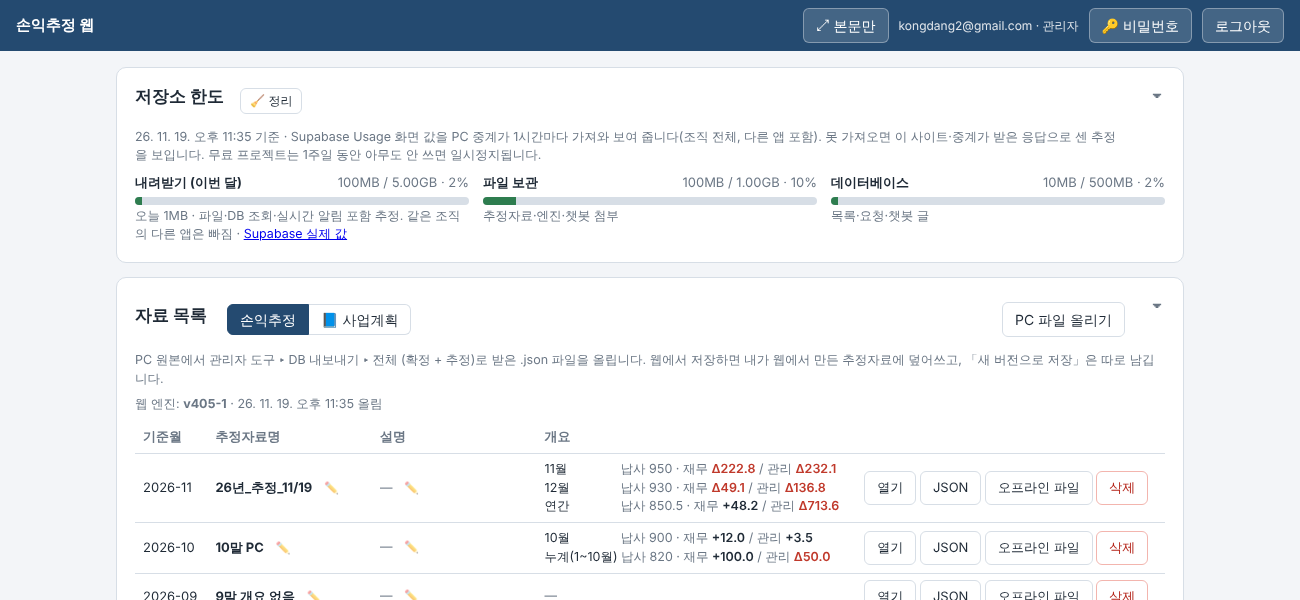 손익추정 웹
⤢ 본문만 kongdang2@gmail.com · 관리자 🔑 비밀번호 로그아웃
저장소 한도 🧹 정리
26. 11. 19. 오후 11:35 기준 · Supabase Usage 화면 값을 PC 중계가 1시간마다 가져와 보여 줍니다(조직 전체, 다른 앱 포함). 못 가져오면 이 사이트·중계가 받은 응답으로 센 추정
을 보입니다. 무료 프로젝트는 1주일 동안 아무도 안 쓰면 일시정지됩니다.
내려받기 (이번 달) 100MB / 5.00GB · 2%
오늘 1MB · 파일·DB 조회·실시간 알림 포함 추정. 같은 조직
의 다른 앱은 빠짐 · Supabase 실제 값
파일 보관 100MB / 1.00GB · 10%
추정자료·엔진·챗봇 첨부
데이터베이스 10MB / 500MB · 2%
목록·요청·챗봇 글
자료 목록 손익추정 📘 사업계획 PC 파일 올리기
PC 원본에서 관리자 도구 ▸ DB 내보내기 ▸ 전체 (확정 + 추정)로 받은 .json 파일을 올립니다. 웹에서 저장하면 내가 웹에서 만든 추정자료에 덮어쓰고, 「새 버전으로 저장」은 따로 남깁
니다.
웹 엔진: v405-1 · 26. 11. 19. 오후 11:35 올림
기준월 추정자료명 설명 개요
2026-11 26년_추정_11/19 ✏️ — ✏️
11월 납사 950 · 재무 Δ222.8 / 관리 Δ232.1
12월 납사 930 · 재무 Δ49.1 / 관리 Δ136.8
연간 납사 850.5 · 재무 +48.2 / 관리 Δ713.6
열기 JSON 오프라인 파일 삭제
2026-10 10말 PC ✏️ — ✏️
10월 납사 900 · 재무 +12.0 / 관리 +3.5
누계(1~10월) 납사 820 · 재무 +100.0 / 관리 Δ50.0
열기 JSON 오프라인 파일 삭제
2026-09 9말 개요 없음 ✏️ — ✏️ — 열기 JSON 오프라인 파일 삭제